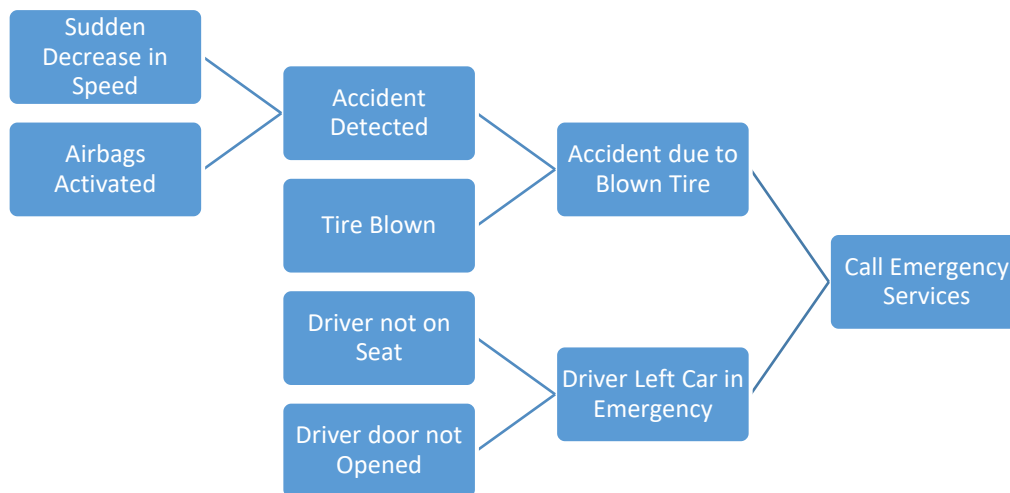 Sudden
Decrease in
Speed
Airbags
Activated
Accident
Detected
Tire Blown
Driver not on
Seat
Driver door not
Opened
Accident due to
Blown Tire
Driver Left Car in
Emergency
Call Emergency
Services